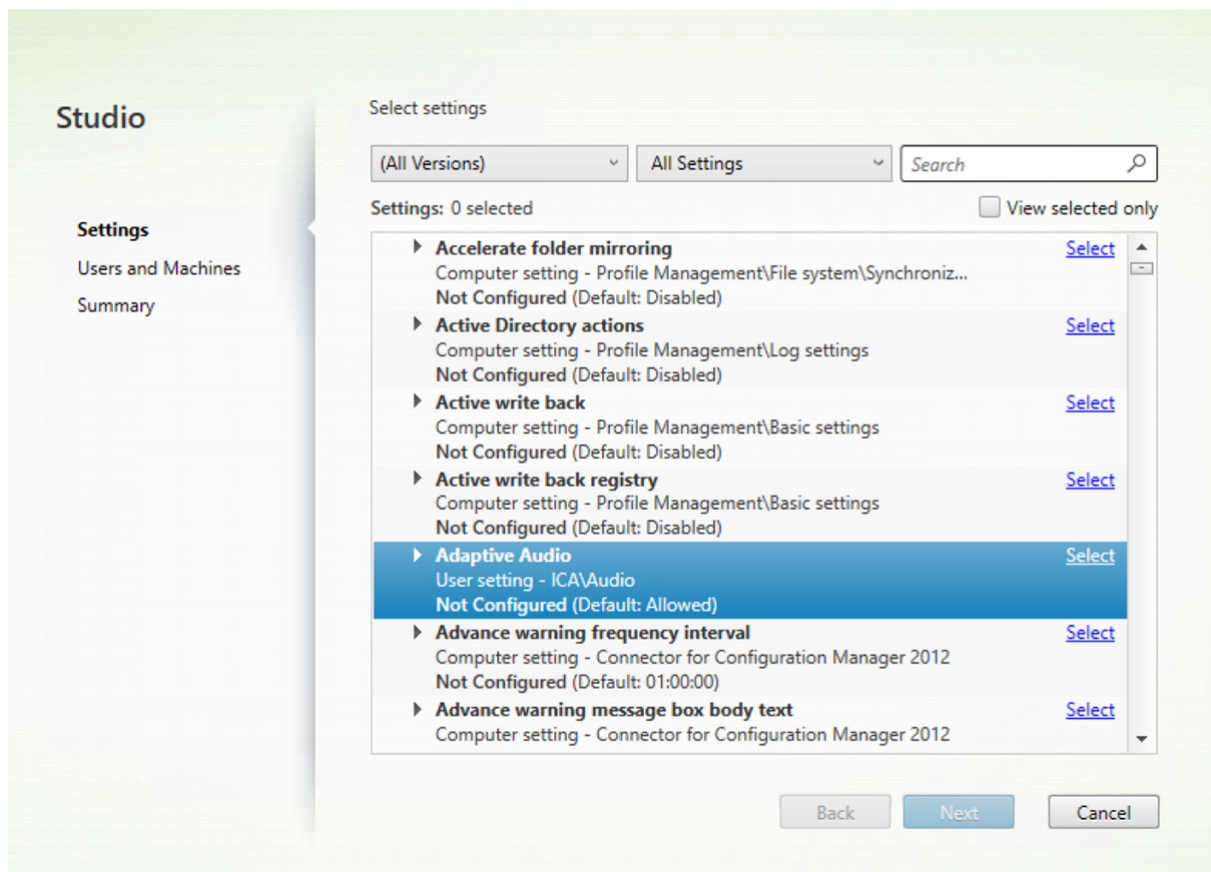 Studio
Settings
Users and Machines
Summary
Select settings
(All Versions)
All Settings
Search
Settings: 0 selected
View selected only
Accelerate folder mirroring
Select
Computer setting - Profile Management\File system\Synchroniz...
Not Configured (Default: Disabled)
Active Directory actions
Select
Computer setting - Profile Management\Log settings
Not Configured (Default: Disabled)
Active write back
Select
Computer setting - Profile Management\Basic settings
Not Configured (Default: Disabled)
Active write back registry
Select
Computer setting - Profile Management\Basic settings
Not Configured (Default: Disabled)
Adaptive Audio
Select
User setting - ICA\Audio
Not Configured (Default: Allowed)
Advance warning frequency interval
Select
Computer setting - Connector for Configuration Manager 2012
Not Configured (Default: 01:00:00)
Advance warning message box body text
Select
Computer setting - Connector for Configuration Manager 2012
Back
Next
Cancel